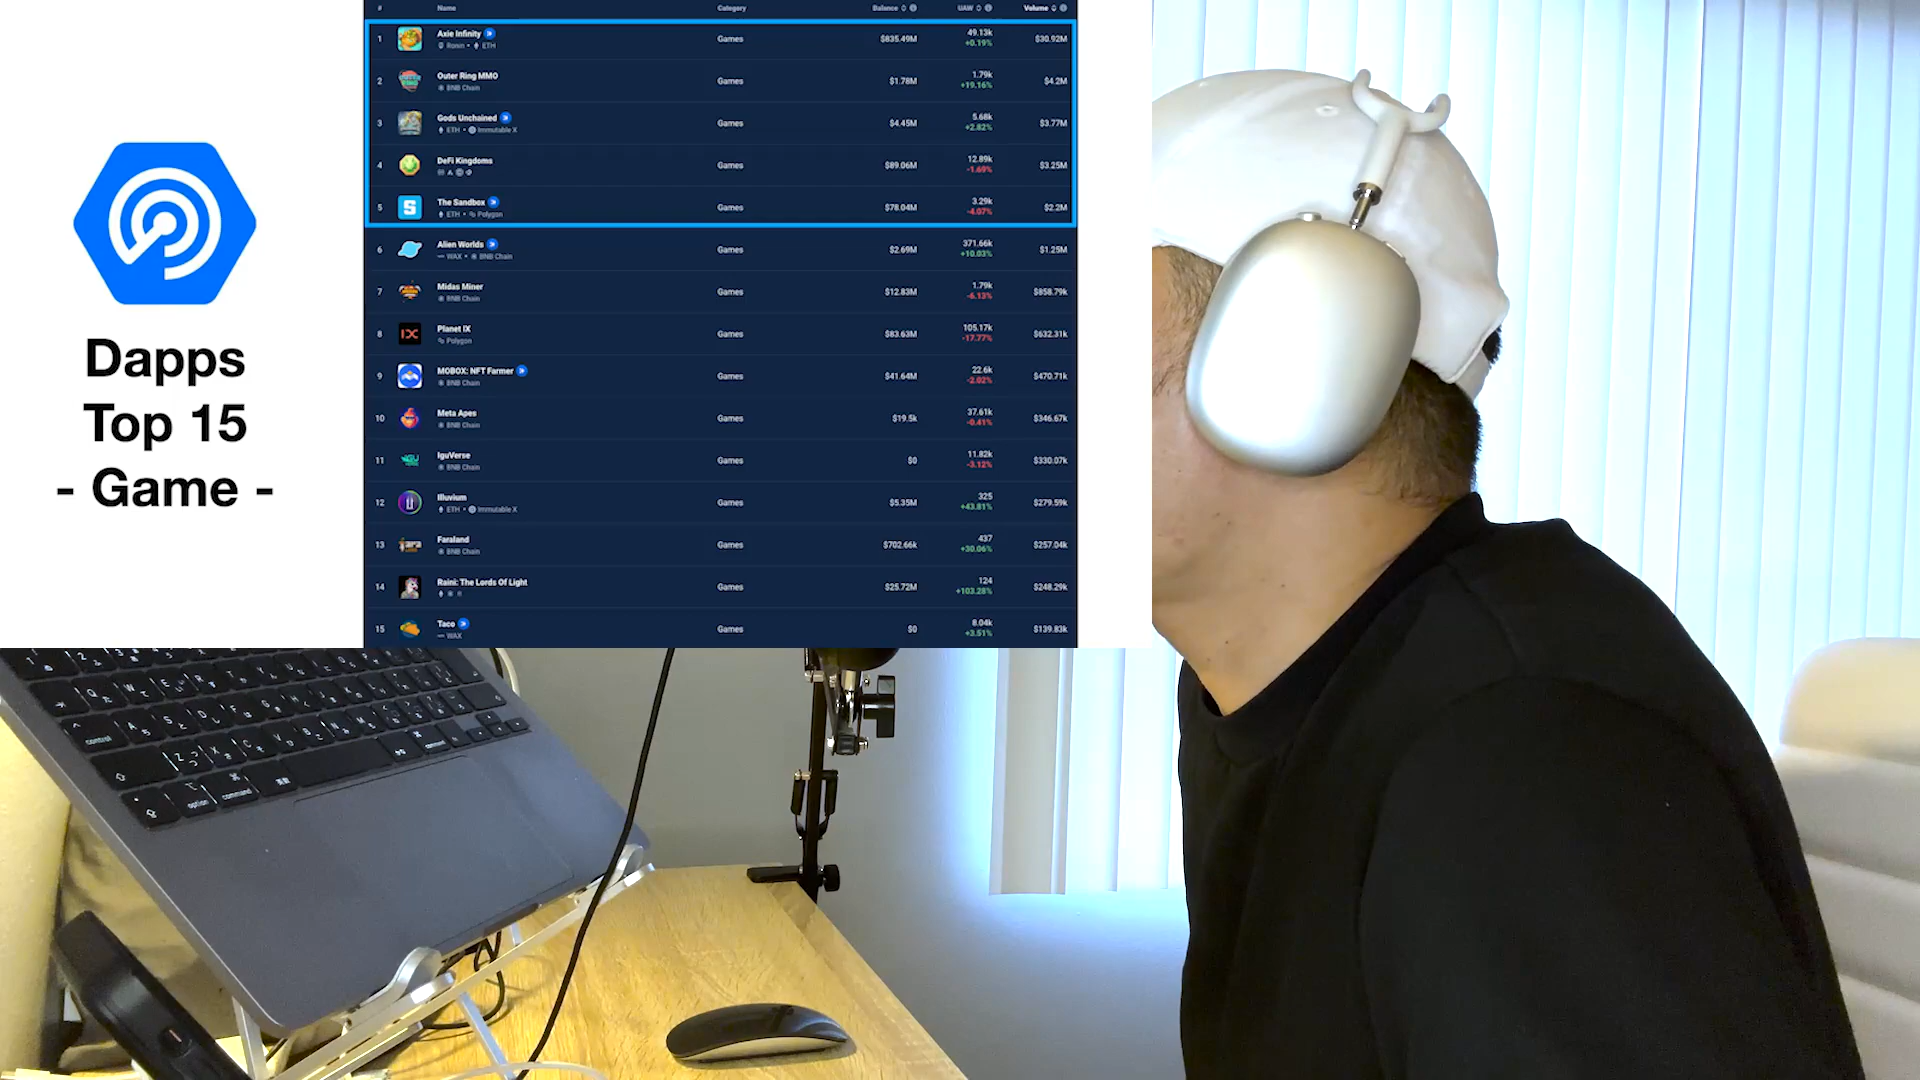 Dapps
Top 15
- Game -
# Name Category Balance UAW Volume
1 Axie Infinity Games $835.49M 49.13k $30.92M
Ronin • ETH +0.19%
2 Outer Ring MMO Games $1.78M 1.79k $4.2M
BNB Chain +19.16%
3 Gods Unchained Games $4.45M 5.68k $3.77M
ETH • Immutable X +2.82%
4 DeFi Kingdoms Games $89.06M 12.89k $3.25M
-1.69%
5 The Sandbox Games $78.04M 3.29k $2.2M
ETH • Polygon -4.07%
6 Alien Worlds Games $2.69M 371.66k $1.25M
WAX • BNB Chain +10.03%
7 Midas Miner Games $12.83M 1.79k $858.79k
BNB Chain -6.13%
8 Planet IX Games $83.63M 105.17k $632.31k
Polygon -17.77%
9 MOBOX: NFT Farmer Games $41.64M 22.6k $470.71k
BNB Chain -2.02%
10 Meta Apes Games $19.5k 37.61k $346.67k
BNB Chain -0.41%
11 IguVerse Games $0 11.82k $330.07k
BNB Chain -3.12%
12 Illuvium Games $5.35M 325 $279.59k
ETH • Immutable X +43.81%
13 Faraland Games $702.66k 437 $257.04k
BNB Chain +30.06%
14 Raini: The Lords Of Light Games $25.72M 124 $248.29k
+103.28%
15 Taco Games $0 8.04k $139.83k
WAX +3.51%
Q W E R
A S D F G
control
Z X C V B N M
option command
command